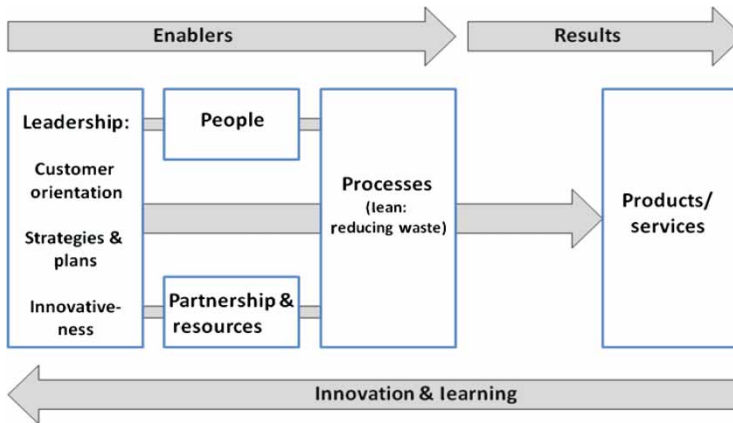 Enablers
Results
Leadership:
Customer
orientation
Strategies &
plans
Innovative-
ness
People
Partnership &
resources
Processes
(lean:
reducing waste)
Products/
services
Innovation & learning